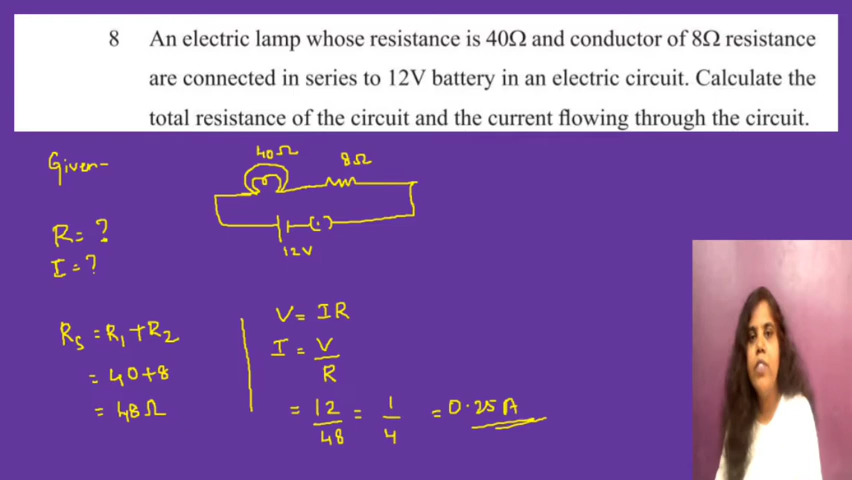 8 An electric lamp whose resistance is 40Ω and conductor of 8Ω resistance
are connected in series to 12V battery in an electric circuit. Calculate the
total resistance of the circuit and the current flowing through the circuit.
Given-
40Ω
8Ω
12V
R = ?
I = ?
Rs = R1 + R2
= 40+8
= 48Ω
V = IR
I = V/R
= 12/48 = 1/4 = 0.25 A